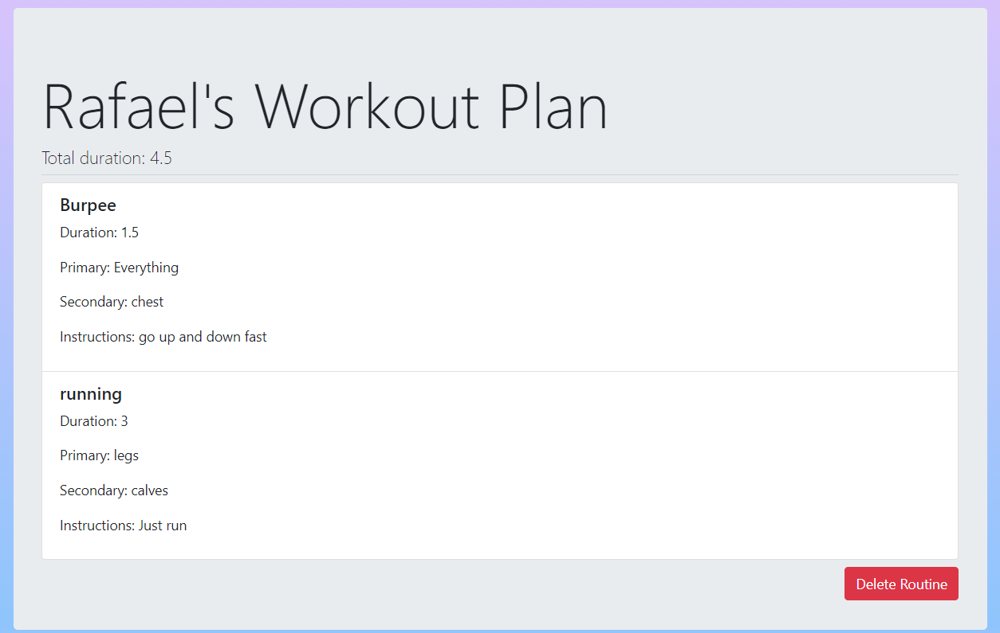 Rafael's Workout Plan
Total duration: 4.5
Burpee
Duration: 1.5
Primary: Everything
Secondary: chest
Instructions: go up and down fast
running
Duration: 3
Primary: legs
Secondary: calves
Instructions: Just run
Delete Routine